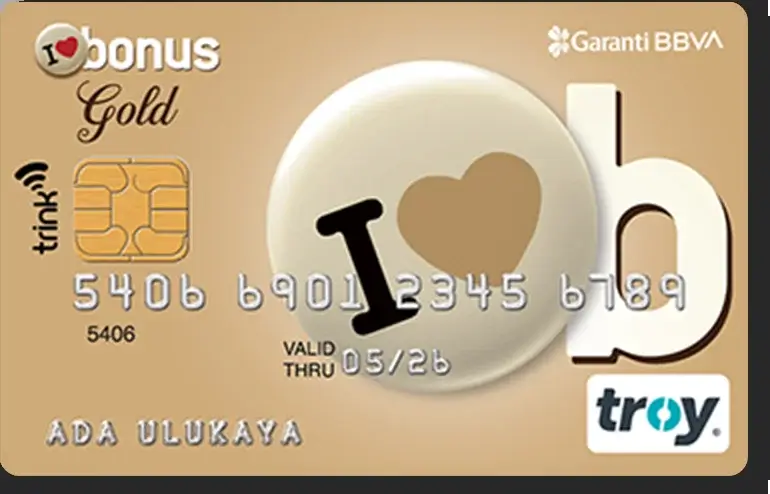 I bonus
Garanti BBVA
Gold
trink
I b
5406 6901 2345 6789
5406
VALID
THRU 05/26
ADA ULUKAYA
troy